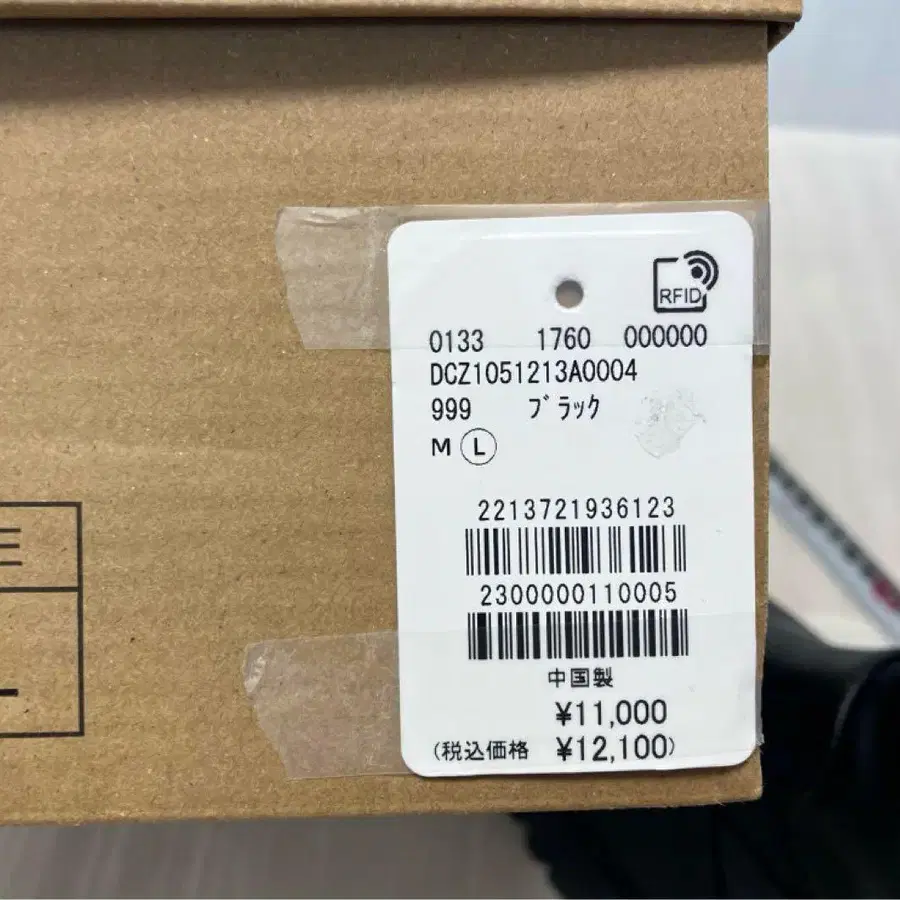 RFID
0133 1760 000000
DCZ1051213A0004
999 ブラック
M L
2213721936123
2300000110005
中国製
¥11,000
(税込価格 ¥12,100)